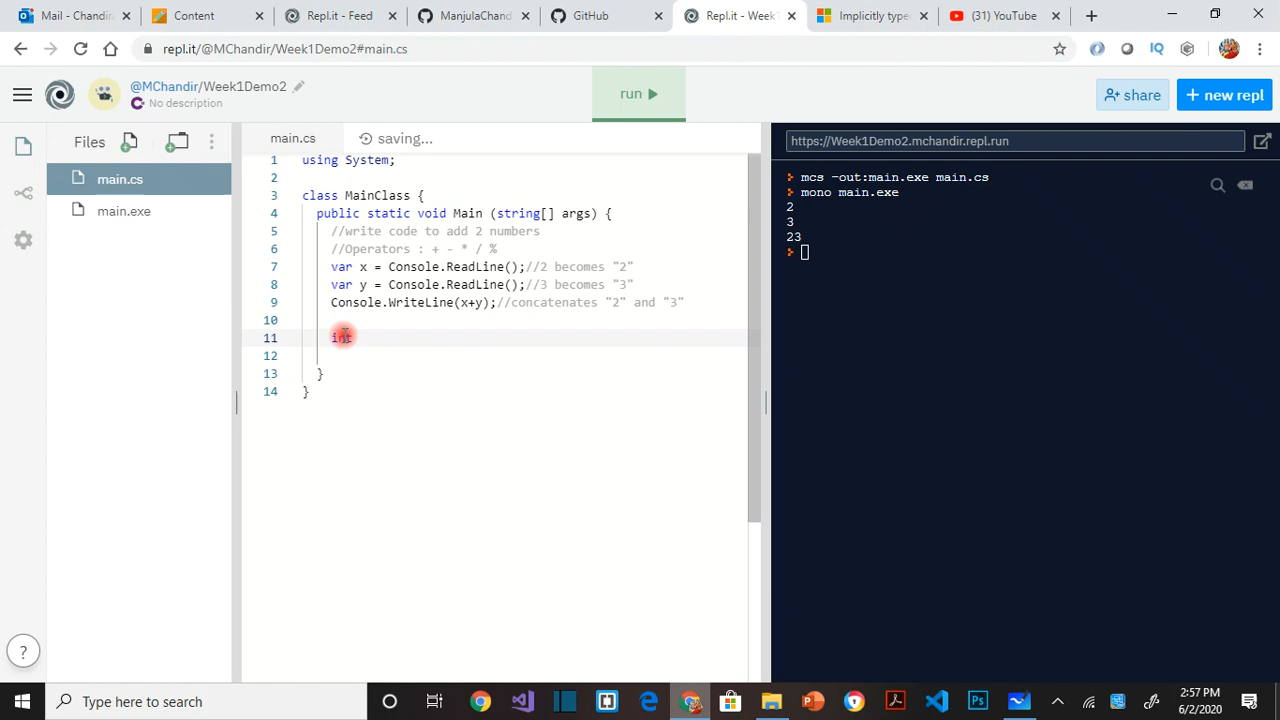 Mail - Chandir
Content
Repl.it - Feed
ManjulaChand
GitHub
Repl.it - Week
Implicitly type
(31) YouTube
repl.it/@MChandir/Week1Demo2#main.cs
IQ
@MChandir/Week1Demo2
No description
run
share
+ new repl
Files
main.cs
main.exe
main.cs
saving...
1 using System;
2
3 class MainClass {
4 public static void Main (string[] args) {
5 //write code to add 2 numbers
6 //Operators : + - * / %
7 var x = Console.ReadLine();//2 becomes "2"
8 var y = Console.ReadLine();//3 becomes "3"
9 Console.WriteLine(x+y);//concatenates "2" and "3"
10
11 int
12
13 }
14 }
https://Week1Demo2.mchandir.repl.run
mcs -out:main.exe main.cs
mono main.exe
2
3
23
?
Type here to search
2:57 PM
6/2/2020